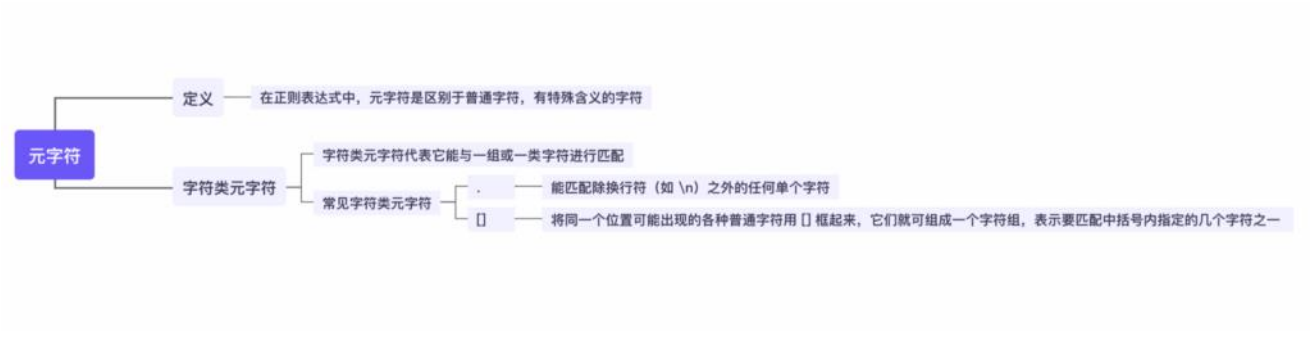 定义
在正则表达式中，元字符是区别于普通字符，有特殊含义的字符
元字符
字符类元字符
字符类元字符代表它能与一组或一类字符进行匹配
常见字符类元字符
.
能匹配除换行符（如 \n）之外的任何单个字符
[]
将同一个位置可能出现的各种普通字符用 [] 框起来，它们就可组成一个字符组，表示要匹配中括号内指定的几个字符之一